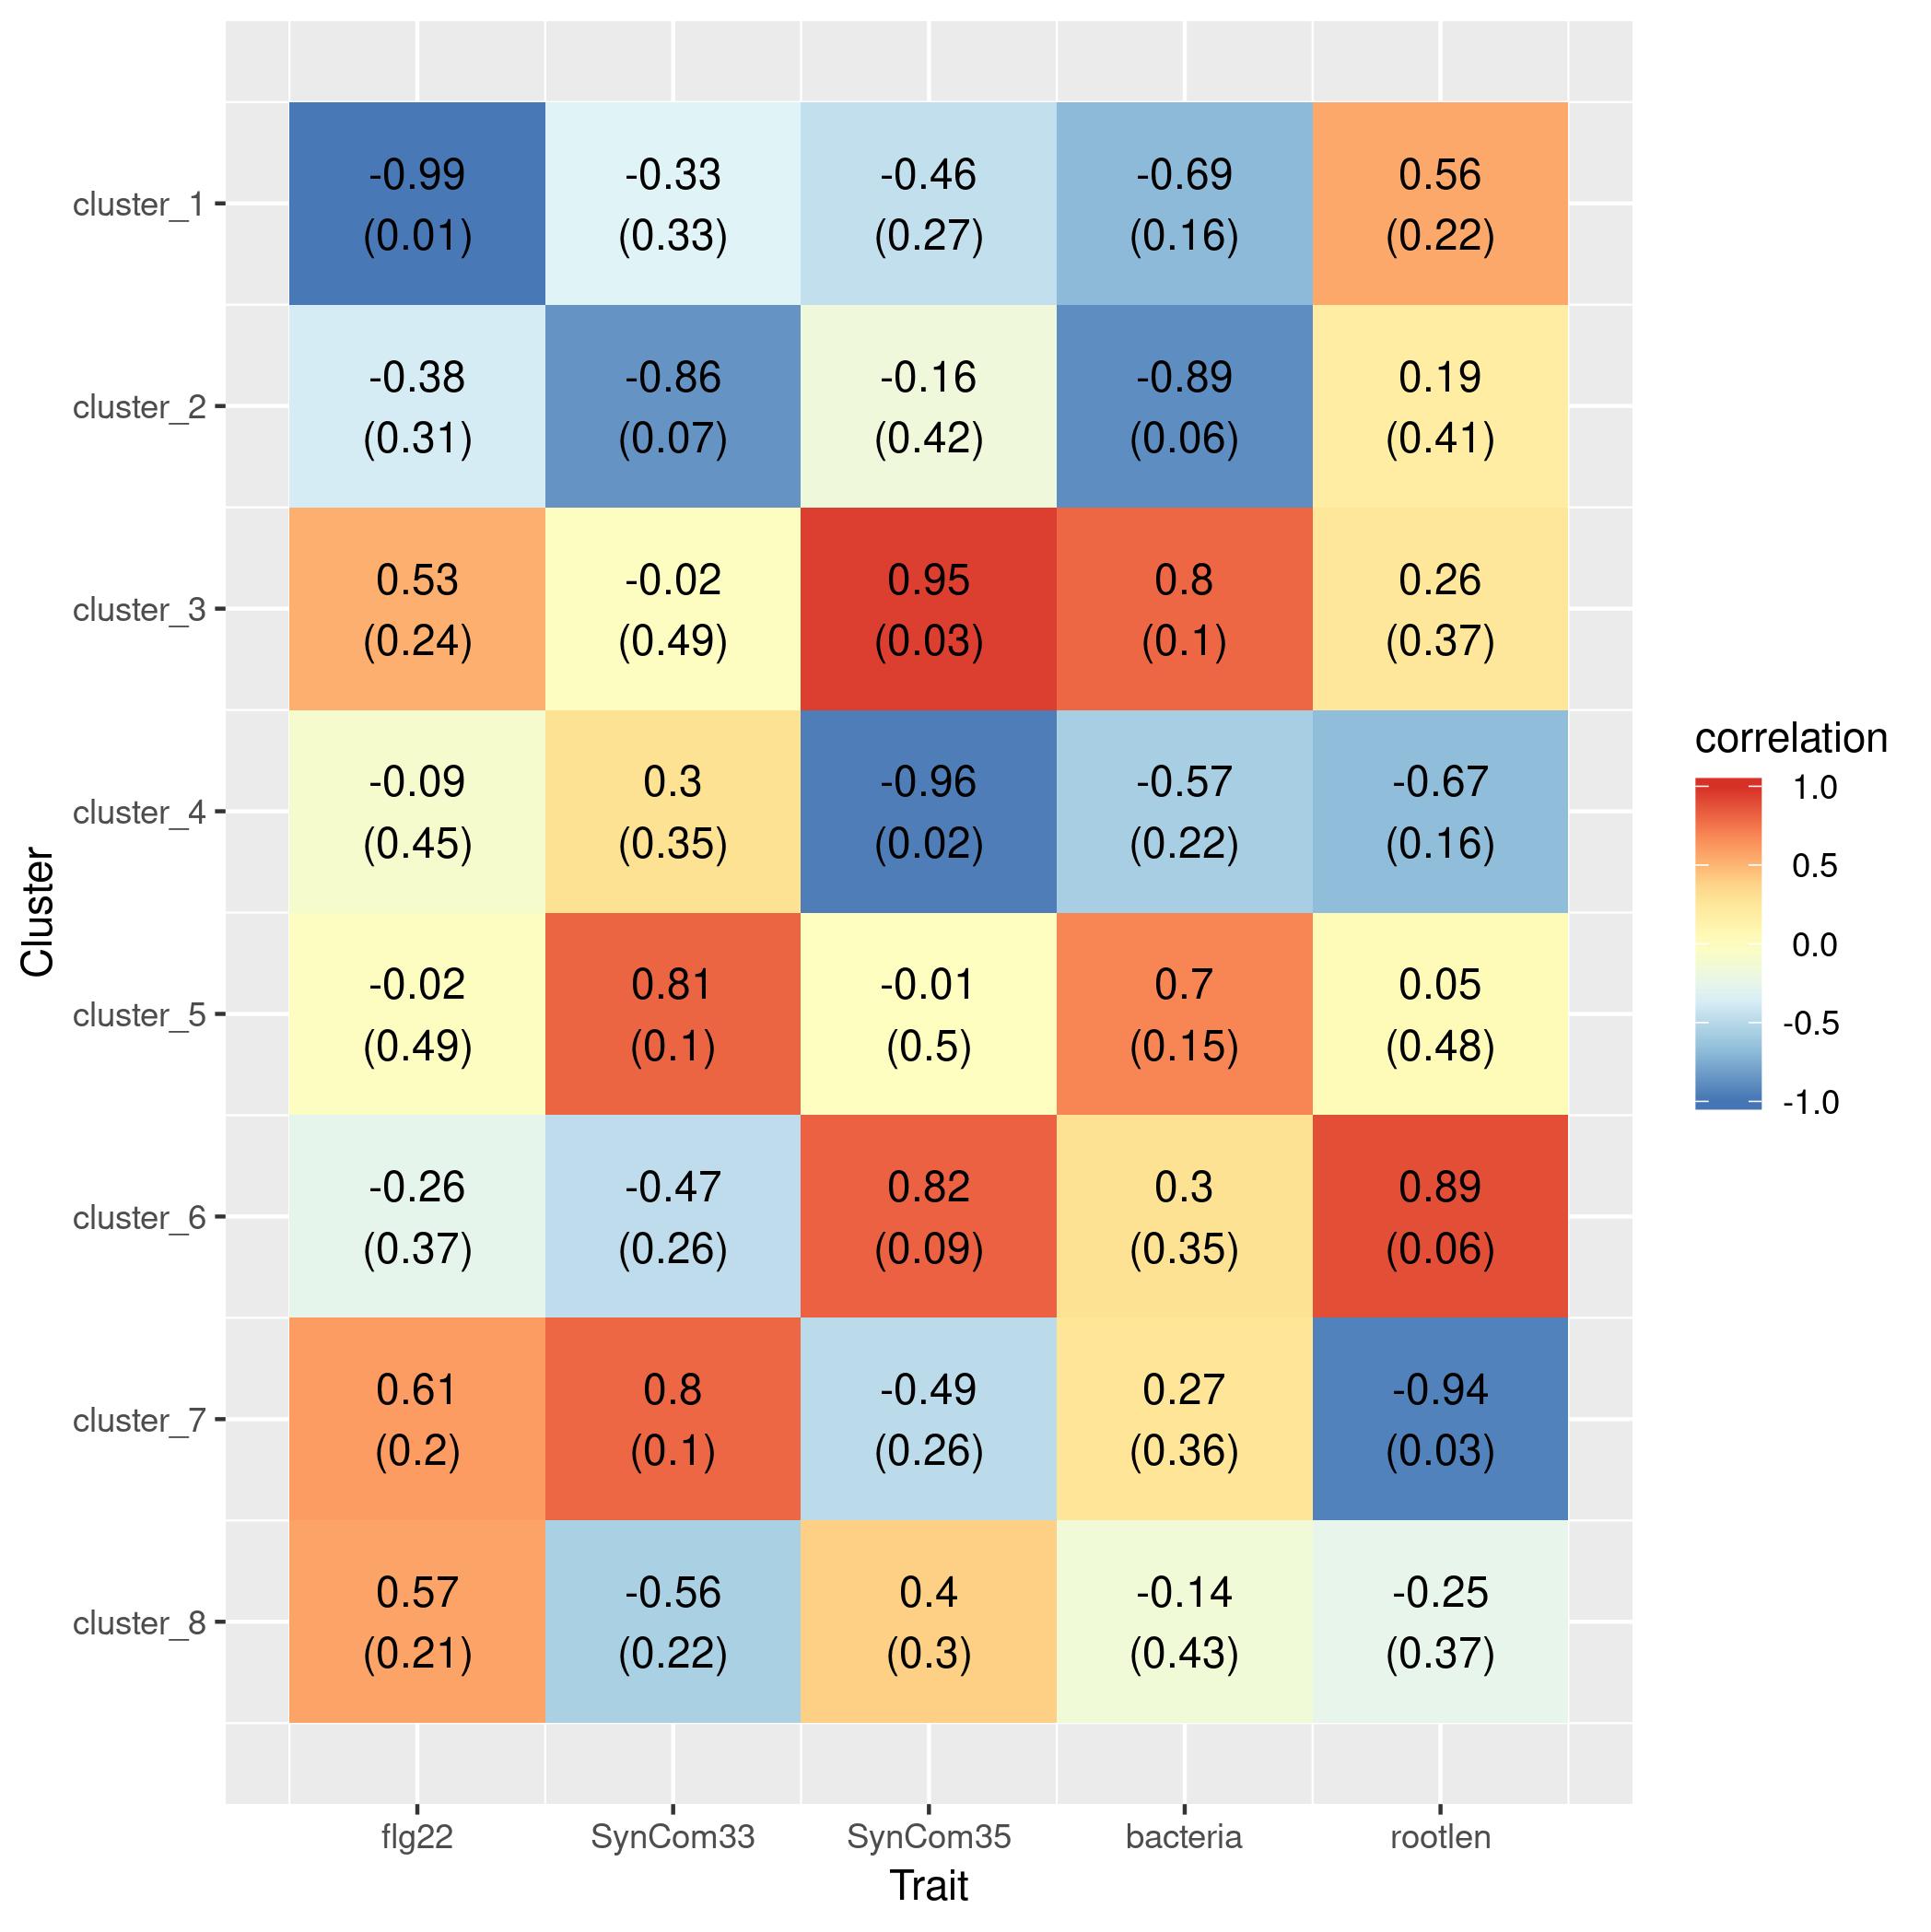 Cluster
cluster_1
-0.99 -0.33 -0.46 -0.69 0.56
(0.01) (0.33) (0.27) (0.16) (0.22)
cluster_2
-0.38 -0.86 -0.16 -0.89 0.19
(0.31) (0.07) (0.42) (0.06) (0.41)
cluster_3
0.53 -0.02 0.95 0.8 0.26
(0.24) (0.49) (0.03) (0.1) (0.37)
cluster_4
-0.09 0.3 -0.96 -0.57 -0.67
(0.45) (0.35) (0.02) (0.22) (0.16)
cluster_5
-0.02 0.81 -0.01 0.7 0.05
(0.49) (0.1) (0.5) (0.15) (0.48)
cluster_6
-0.26 -0.47 0.82 0.3 0.89
(0.37) (0.26) (0.09) (0.35) (0.06)
cluster_7
0.61 0.8 -0.49 0.27 -0.94
(0.2) (0.1) (0.26) (0.36) (0.03)
cluster_8
0.57 -0.56 0.4 -0.14 -0.25
(0.21) (0.22) (0.3) (0.43) (0.37)
flg22 SynCom33 SynCom35 bacteria rootlen
Trait
correlation
1.0
0.5
0.0
-0.5
-1.0